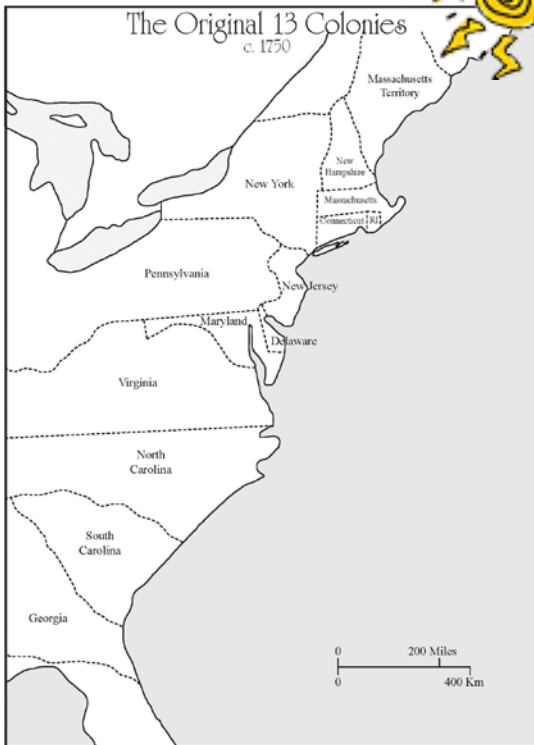 The Original 13 Colonies
c. 1750
Massachusetts
Territory
New
Hampshire
New York
Massachusetts
Connecticut
RI
Pennsylvania
New Jersey
Maryland
Delaware
Virginia
North
Carolina
South
Carolina
Georgia
0 200 Miles
0 400 Km